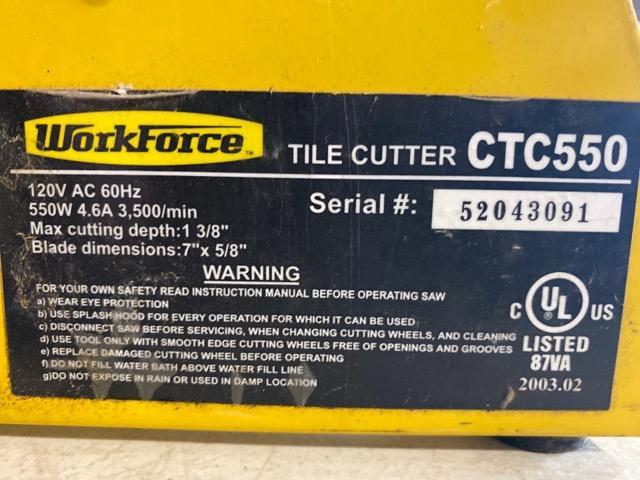 WorkForce™
TILE CUTTER CTC550
120V AC 60Hz
550W 4.6A 3,500/min
Max cutting depth:1 3/8"
Blade dimensions:7"x 5/8"
Serial #: 52043091
WARNING
FOR YOUR OWN SAFETY READ INSTRUCTION MANUAL BEFORE OPERATING SAW
a) WEAR EYE PROTECTION
b) USE SPLASH HOOD FOR EVERY OPERATION FOR WHICH IT CAN BE USED
c) DISCONNECT SAW BEFORE SERVICING, WHEN CHANGING CUTTING WHEELS, AND CLEANING
d) USE TOOL ONLY WITH SMOOTH EDGE CUTTING WHEELS FREE OF OPENINGS AND GROOVES
e) REPLACE DAMAGED CUTTING WHEEL BEFORE OPERATING
f) DO NOT FILL WATER BATH ABOVE WATER FILL LINE
g)DO NOT EXPOSE IN RAIN OR USED IN DAMP LOCATION
C UL US
LISTED
87VA
2003.02